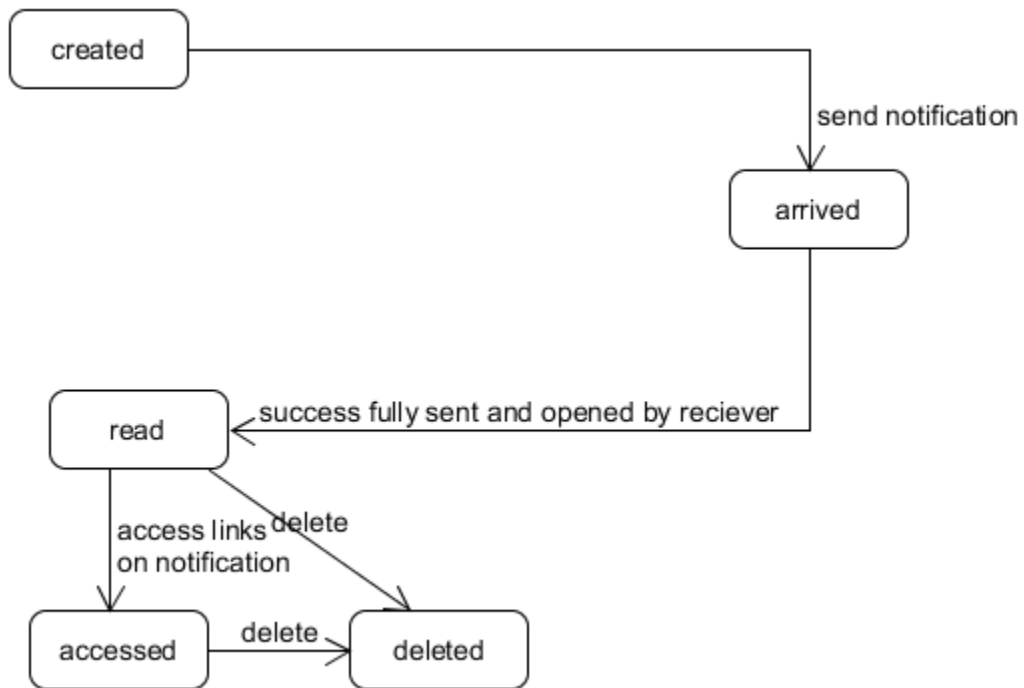 created
send notification
arrived
success fully sent and opened by reciever
read
access links
delete
on notification
accessed
delete
deleted